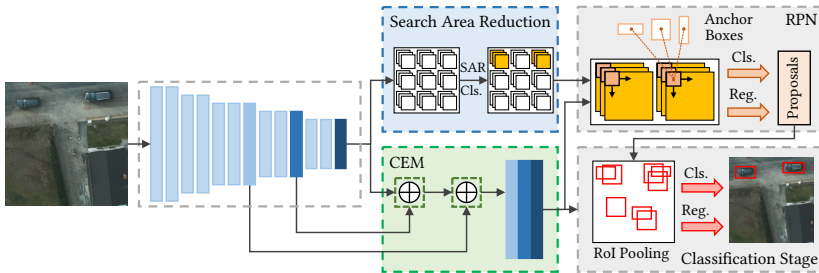 Search Area Reduction
SAR
Cls.
Anchor
Boxes
RPN
Cls.
Reg.
Proposals
CEM
Cls.
Reg.
RoI Pooling
Classification Stage